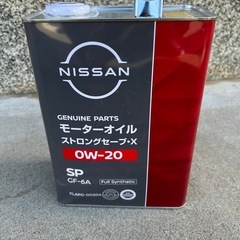 NISSAN
GENUINE PARTS
モーターオイル
ストロングセーブ・X
0W-20
SP
GF-6A
Fully Synthetic